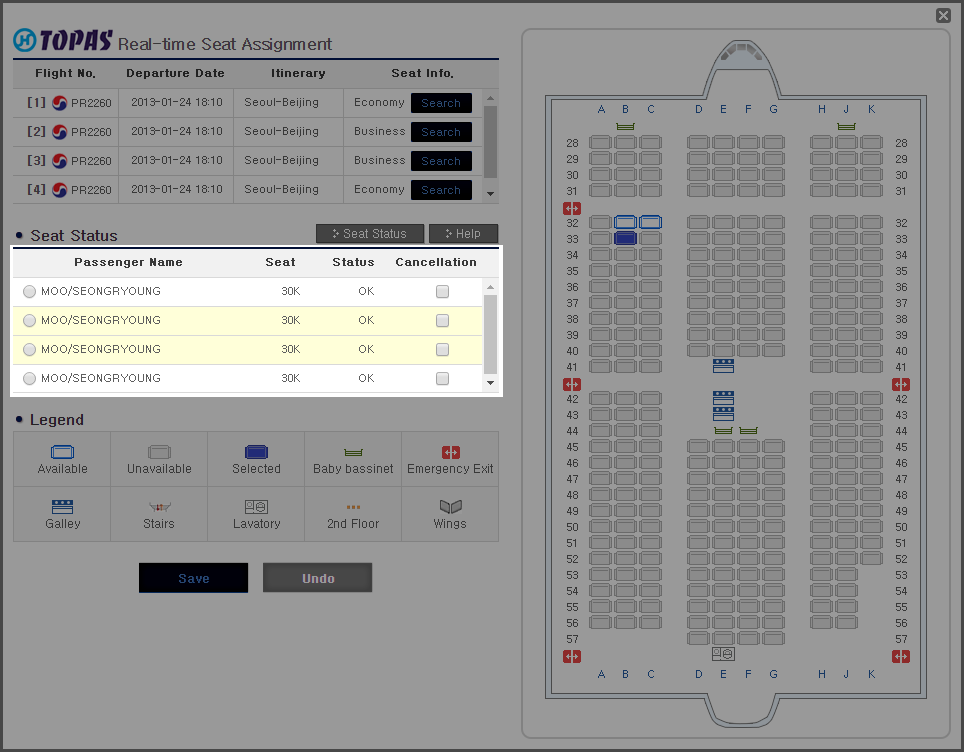 TOPAS Real-time Seat Assignment
Flight No. Departure Date Itinerary Seat Info.
[1] PR2260 2013-01-24 18:10 Seoul-Beijing Economy Search
[2] PR2260 2013-01-24 18:10 Seoul-Beijing Business Search
[3] PR2260 2013-01-24 18:10 Seoul-Beijing Business Search
[4] PR2260 2013-01-24 18:10 Seoul-Beijing Economy Search
Seat Status Seat Status Help
Passenger Name Seat Status Cancellation
MOO/SEONGRYOUNG 30K OK
MOO/SEONGRYOUNG 30K OK
MOO/SEONGRYOUNG 30K OK
MOO/SEONGRYOUNG 30K OK
Legend
Available Unavailable Selected Baby bassinet Emergency Exit
Galley Stairs Lavatory 2nd Floor Wings
Save Undo
A B C D E F G H J K
28 28
29 29
30 30
31 31
32 32
33 33
34 34
35 35
36 36
37 37
38 38
39 39
40 40
41 41
42 42
43 43
44 44
45 45
46 46
47 47
48 48
49 49
50 50
51 51
52 52
53 53
54 54
55 55
56 56
57 57
A B C D E F G H J K